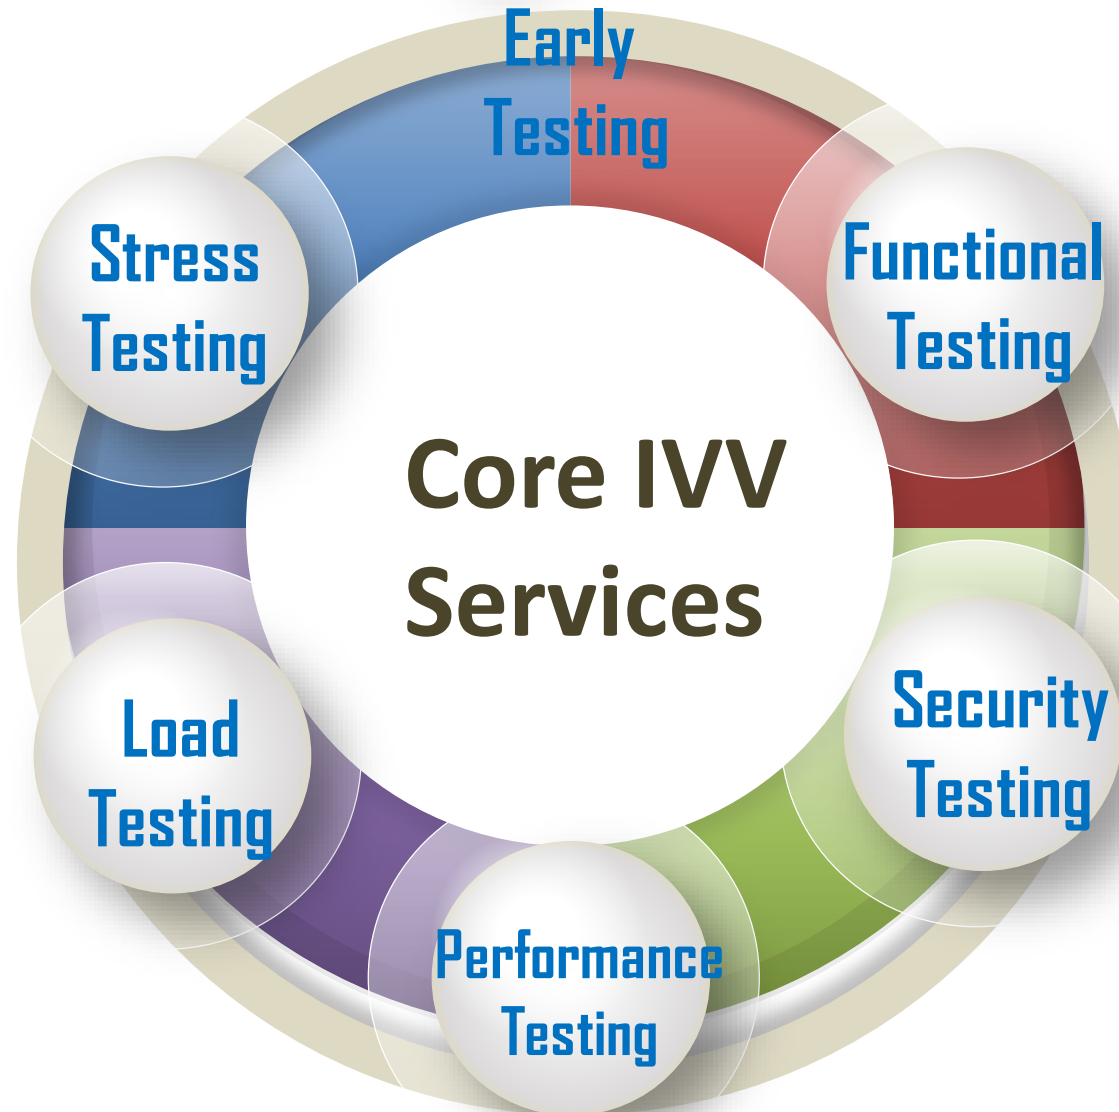 Early
Testing
Functional
Testing
Security
Testing
Performance
Testing
Load
Testing
Stress
Testing
Core IVV
Services